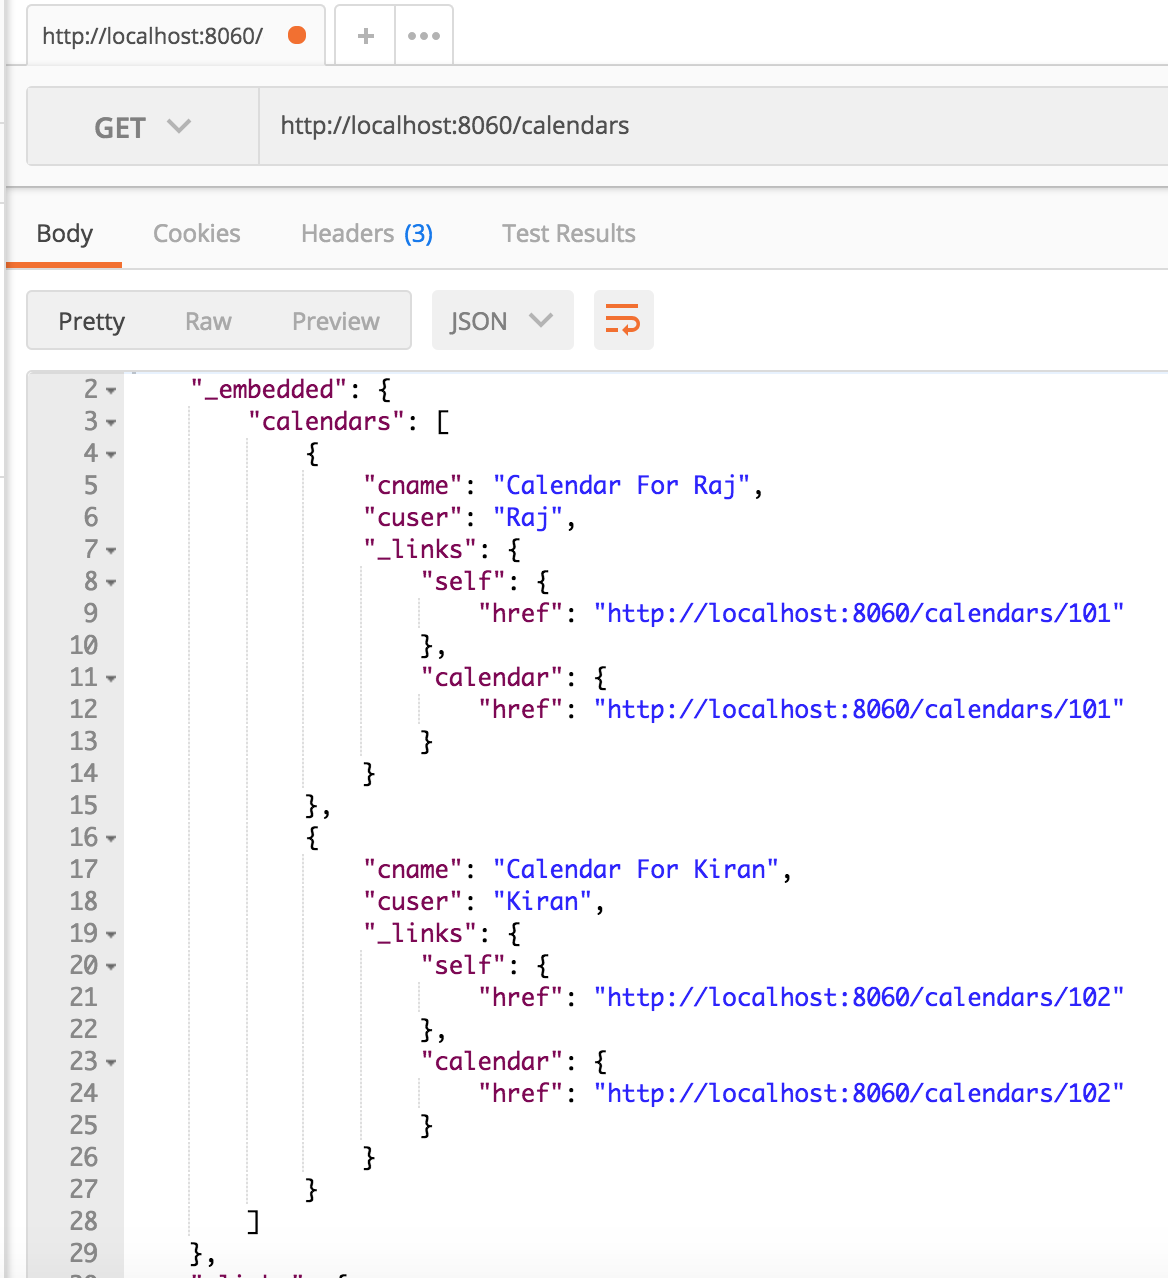 http://localhost:8060/
GET http://localhost:8060/calendars
Body Cookies Headers (3) Test Results
Pretty Raw Preview JSON
2 "_embedded": {
3 "calendars": [
4 {
5 "cname": "Calendar For Raj",
6 "cuser": "Raj",
7 "_links": {
8 "self": {
9 "href": "http://localhost:8060/calendars/101"
10 },
11 "calendar": {
12 "href": "http://localhost:8060/calendars/101"
13 }
14 }
15 },
16 {
17 "cname": "Calendar For Kiran",
18 "cuser": "Kiran",
19 "_links": {
20 "self": {
21 "href": "http://localhost:8060/calendars/102"
22 },
23 "calendar": {
24 "href": "http://localhost:8060/calendars/102"
25 }
26 }
27 }
28 ]
29 },